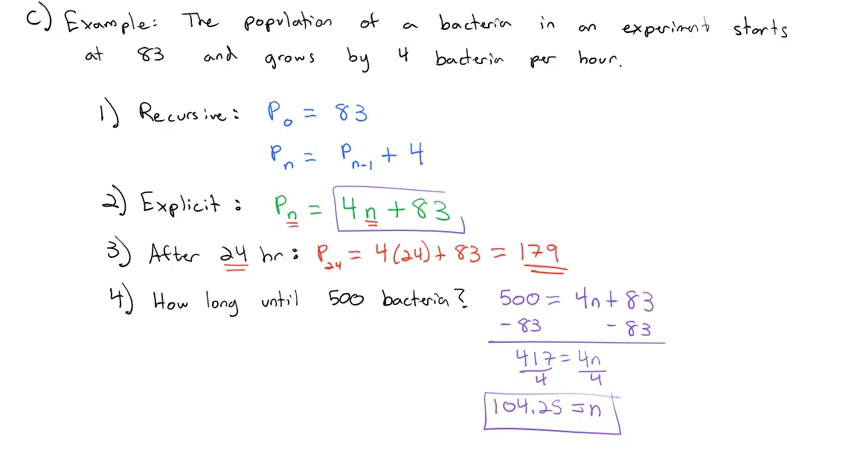 c) Example: The population of a bacteria in an experiment starts
at 83 and grows by 4 bacteria per hour.
1) Recursive: P₀ = 83
Pₙ = Pₙ₋₁ + 4
2) Explicit: Pₙ = 4n + 83
3) After 24 hr: P₂₄ = 4(24) + 83 = 179
4) How long until 500 bacteria? 500 = 4n + 83
- 83 - 83
417/4 = 4n/4
104.25 = n